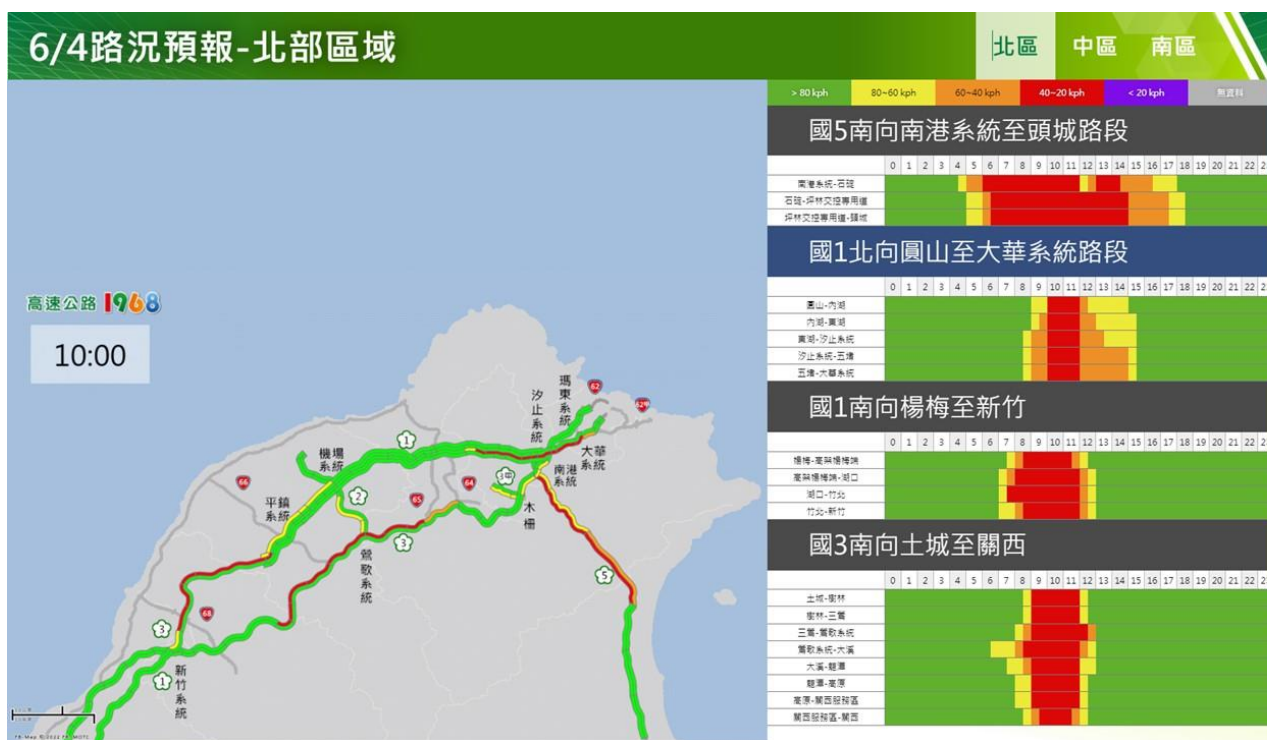 6/4路況預報-北部區域
北區 中區 南區
> 80 kph 80~60 kph 60~40 kph 40~20 kph < 20 kph 無資料
國5南向南港系統至頭城路段
0 1 2 3 4 5 6 7 8 9 10 11 12 13 14 15 16 17 18 19 20 21 22
南港系統-石碇
石碇-坪林交控專用道
坪林交控專用道-頭城
國1北向圓山至大華系統路段
0 1 2 3 4 5 6 7 8 9 10 11 12 13 14 15 16 17 18 19 20 21 22
圓山-內湖
內湖-東湖
東湖-汐止系統
汐止系統-五堵
五堵-大華系統
國1南向楊梅至新竹
0 1 2 3 4 5 6 7 8 9 10 11 12 13 14 15 16 17 18 19 20 21 22
楊梅-高架楊梅端
高架楊梅端-湖口
湖口-竹北
竹北-新竹
國3南向土城至關西
0 1 2 3 4 5 6 7 8 9 10 11 12 13 14 15 16 17 18 19 20 21 22
土城-樹林
樹林-三鶯
三鶯-鶯歌系統
鶯歌系統-大溪
大溪-龍潭
龍潭-高原
高原-關西服務區
關西服務區-關西
高速公路1968
10:00
瑪東系統
62
62甲
汐止系統
大華系統
1
機場系統
南港系統
3甲
64
66
2
65
平鎮系統
木柵
3
鶯歌系統
5
68
3
1
新竹系統